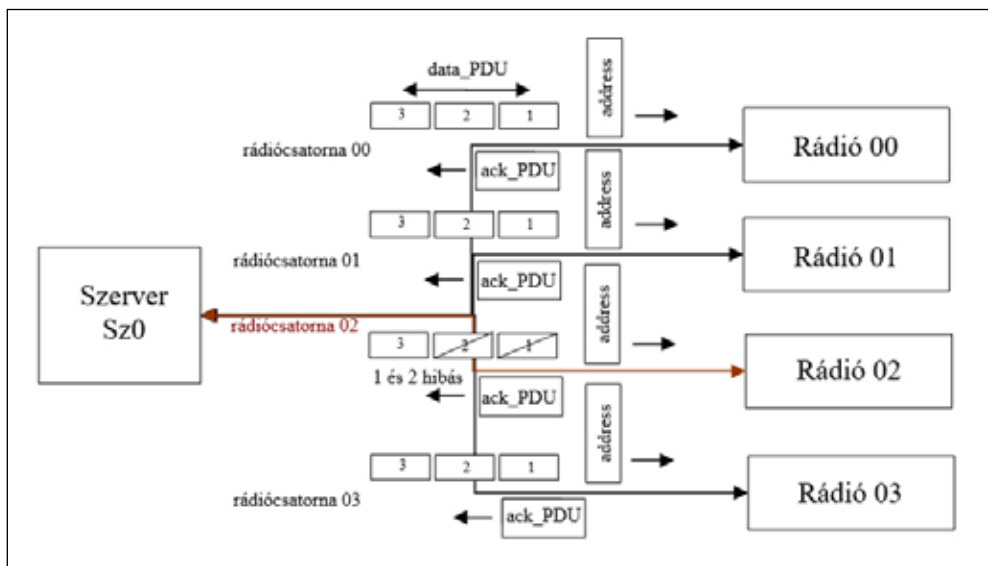 data_PDU
address
3 2 1
rádiócsatorna 00
ack_PDU
Rádió 00
address
3 2 1
rádiócsatorna 01
ack_PDU
Rádió 01
Szerver
Sz0
rádiócsatorna 02
address
3 2 1
1 és 2 hibás
ack_PDU
Rádió 02
address
3 2 1
rádiócsatorna 03
ack_PDU
Rádió 03